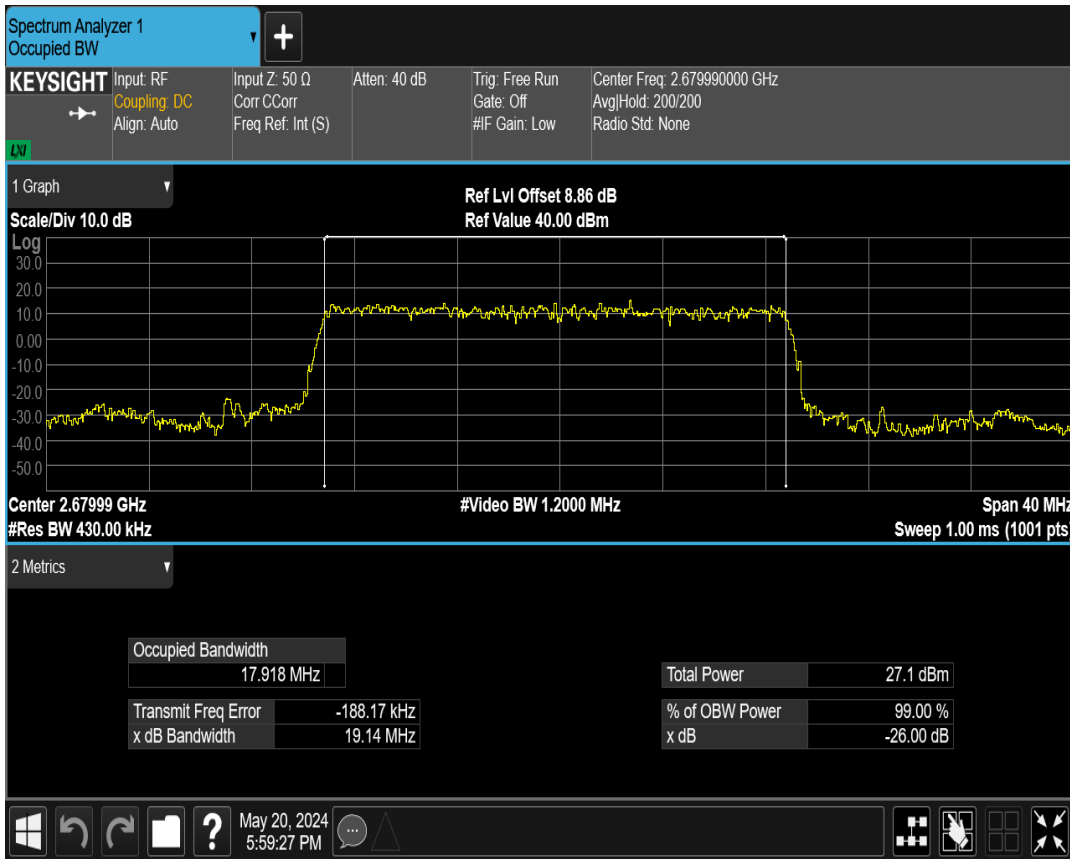 Spectrum Analyzer 1
Occupied BW
+
KEYSIGHT
LXI
Input: RF
Coupling: DC
Align: Auto
Input Z: 50 Ω
Corr CCorr
Freq Ref: Int (S)
Atten: 40 dB
Trig: Free Run
Gate: Off
#IF Gain: Low
Center Freq: 2.679990000 GHz
Avg|Hold: 200/200
Radio Std: None
1 Graph
Scale/Div 10.0 dB
Ref Lvl Offset 8.86 dB
Ref Value 40.00 dBm
Log
30.0
20.0
10.0
0.00
-10.0
-20.0
-30.0
-40.0
-50.0
Center 2.67999 GHz
#Video BW 1.2000 MHz
Span 40 MHz
#Res BW 430.00 kHz
Sweep 1.00 ms (1001 pts)
2 Metrics
Occupied Bandwidth
17.918 MHz
Total Power 27.1 dBm
Transmit Freq Error -188.17 kHz
% of OBW Power 99.00 %
x dB Bandwidth 19.14 MHz
x dB -26.00 dB
?
May 20, 2024
5:59:27 PM